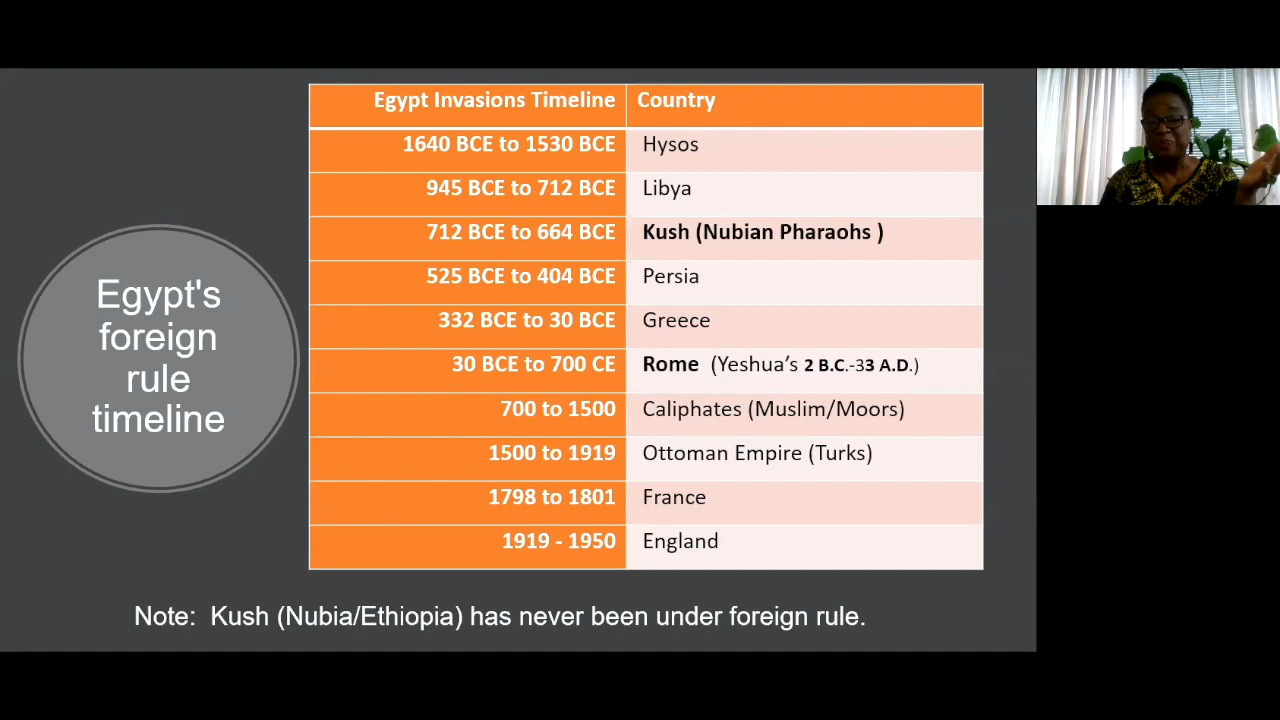 Egypt's
foreign
rule
timeline
Egypt Invasions Timeline Country
1640 BCE to 1530 BCE Hysos
945 BCE to 712 BCE Libya
712 BCE to 664 BCE Kush (Nubian Pharaohs )
525 BCE to 404 BCE Persia
332 BCE to 30 BCE Greece
30 BCE to 700 CE Rome (Yeshua's 2 B.C.-33 A.D.)
700 to 1500 Caliphates (Muslim/Moors)
1500 to 1919 Ottoman Empire (Turks)
1798 to 1801 France
1919 - 1950 England
Note: Kush (Nubia/Ethiopia) has never been under foreign rule.